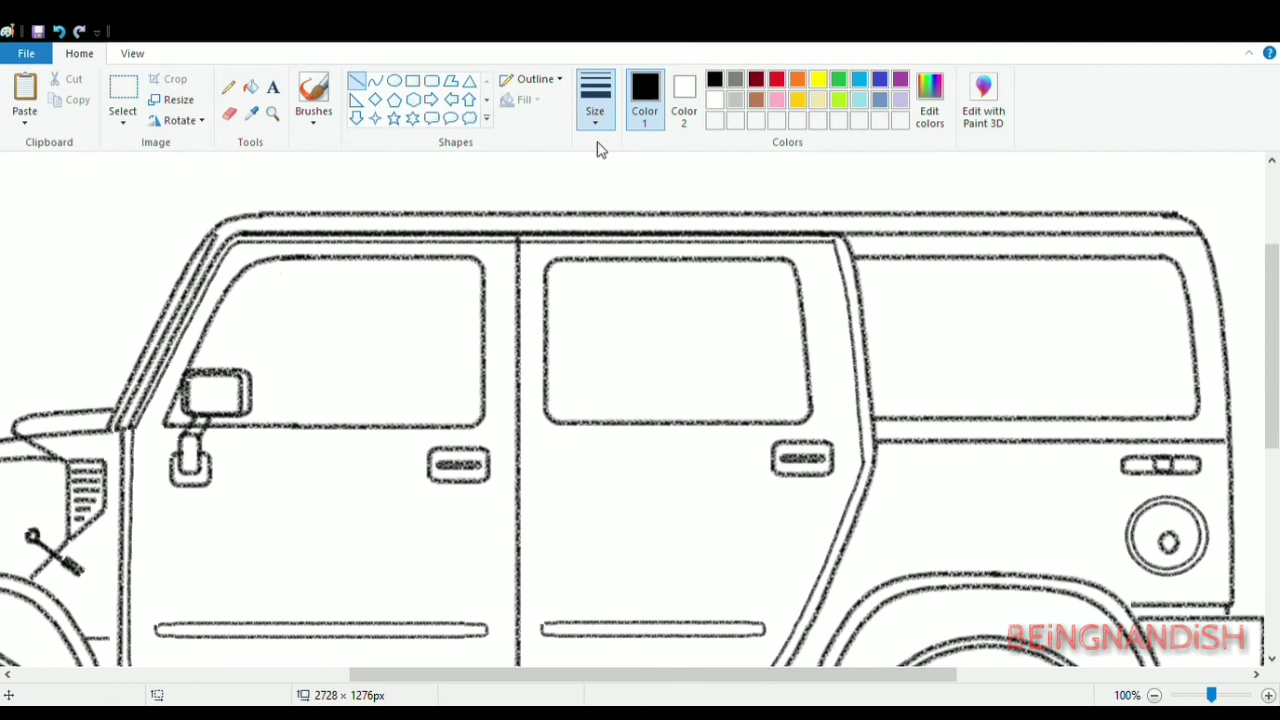 File Home View
Paste
Cut
Copy
Clipboard
Select
Crop
Resize
Rotate
Image
Tools
Brushes
Outline
Fill
Shapes
Size
Color
1
Color
2
Edit
colors
Colors
Edit with
Paint 3D
BEiNGNANDiSH
2728 × 1276px
100%